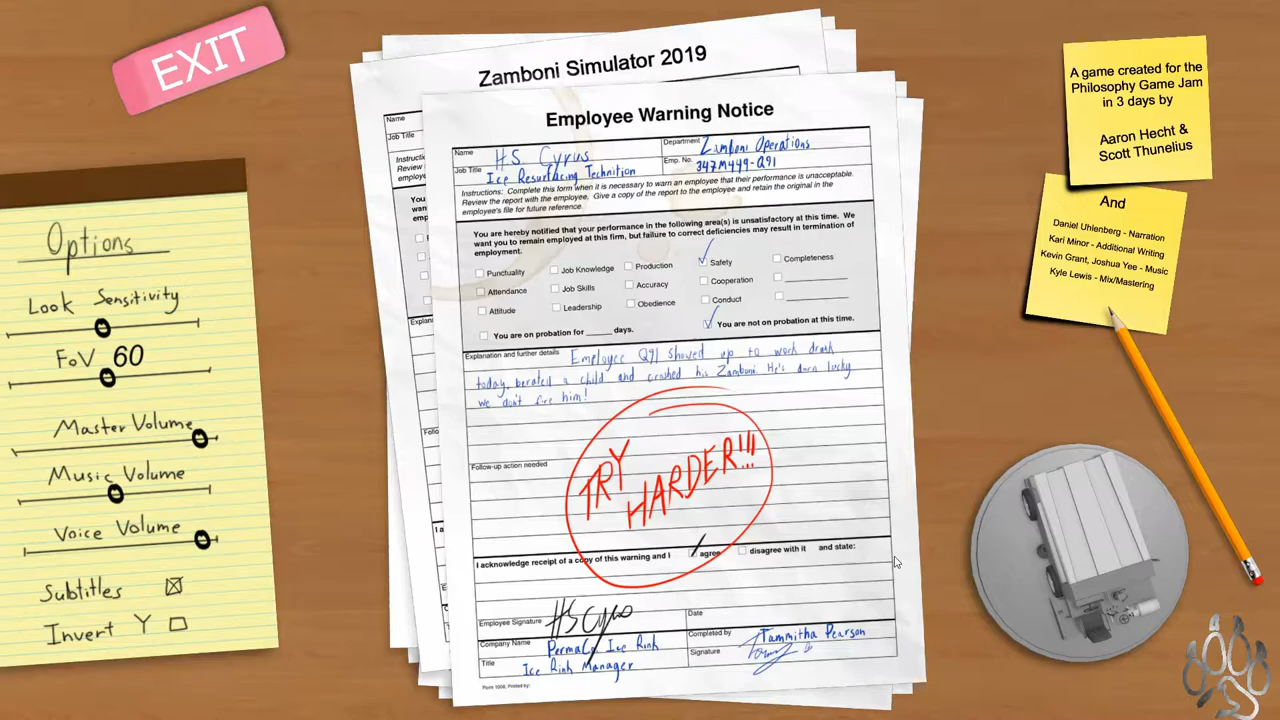 EXIT
Options
Look Sensitivity
FoV 60
Master Volume
Music Volume
Voice Volume
Subtitles
Invert Y
Zamboni Simulator 2019
Name
Job Title
Employee Warning Notice
Name H.S. Cyrus
Department Zamboni Operations
Job Title Ice Resurfacing Technition
Emp. No. 347M449-Q91
Instructions: Complete this form when it is necessary to warn an employee that their performance is unacceptable.
Review the report with the employee. Give a copy of the report to the employee and retain the original in the
employee's file for future reference.
You are hereby notified that your performance in the following area(s) is unsatisfactory at this time. We
want you to remain employed at this firm, but failure to correct deficiencies may result in termination of
employment.
Punctuality Job Knowledge Production Safety Completeness
Attendance Job Skills Accuracy Cooperation
Attitude Leadership Obedience Conduct
You are on probation for ______ days. You are not on probation at this time.
Explanation and further details Employee Q91 showed up to work drunk
today, berated a child and crashed his Zamboni. He's darn lucky
we don't fire him!
TRY
HARDER!!!
Follow-up action needed
I acknowledge receipt of a copy of this warning and I agree disagree with it and state:
Employee Signature HS Cyrus
Date
Company Name Ice Rink
Completed by Tammitha Pearson
Title Ice Rink Manager
Signature
Form 1008, Printed by:
A game created for the
Philosophy Game Jam
in 3 days by
Aaron Hecht &
Scott Thunelius
And
Daniel Uhlenberg - Narration
Kari Minor - Additional Writing
Kevin Grant, Joshua Yee - Music
Kyle Lewis - Mix/Mastering